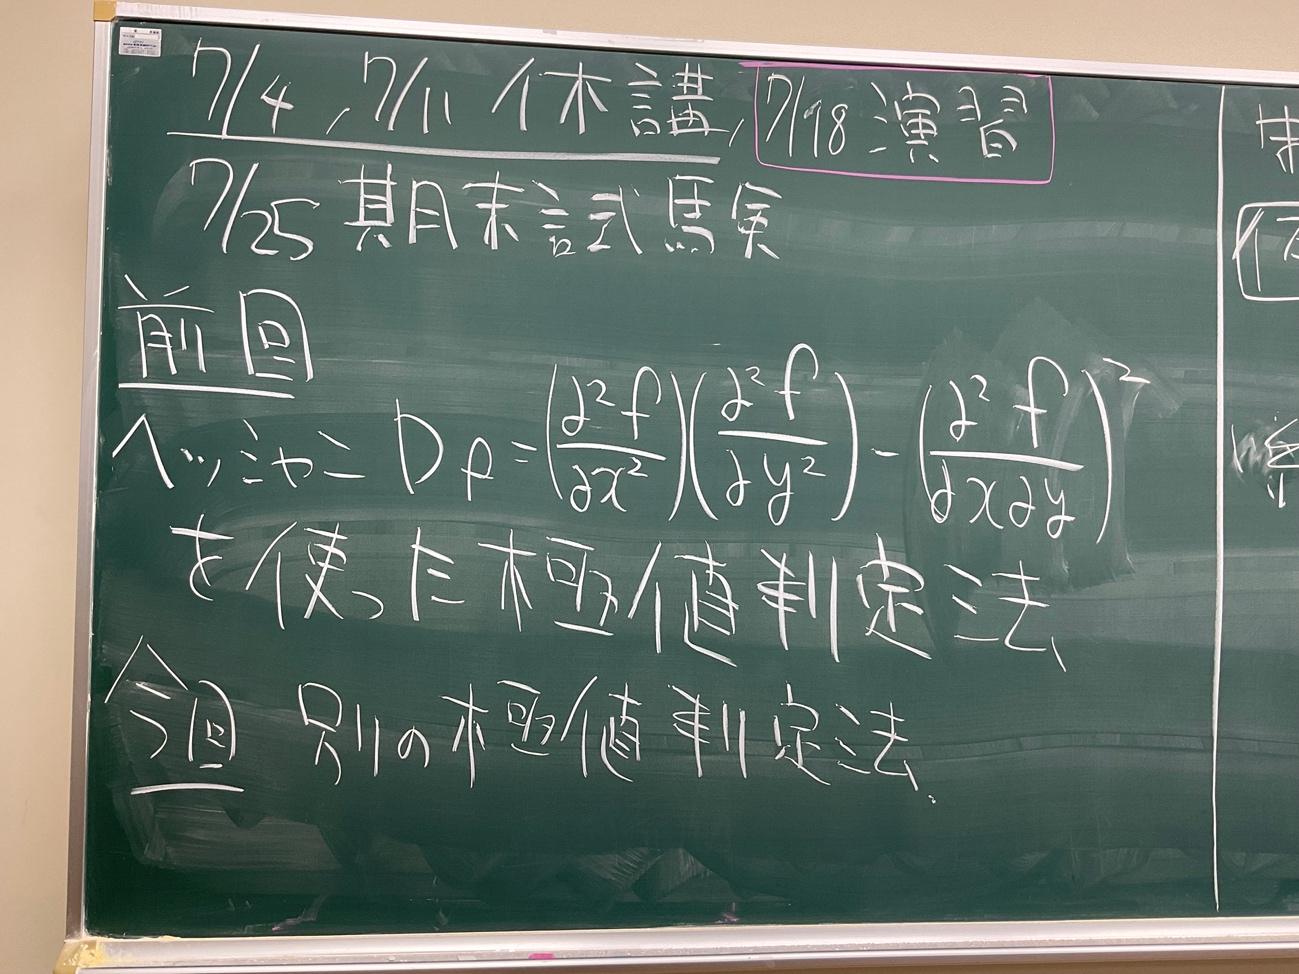 7/4, 7/11 休講, 7/18 演習
7/25 期末試験
前回
ヘッシャン Df = (∂²f/∂x²)(∂²f/∂y²) - (∂²f/∂x∂y)²
を使った極値判定法
今回 別の極値判定法.